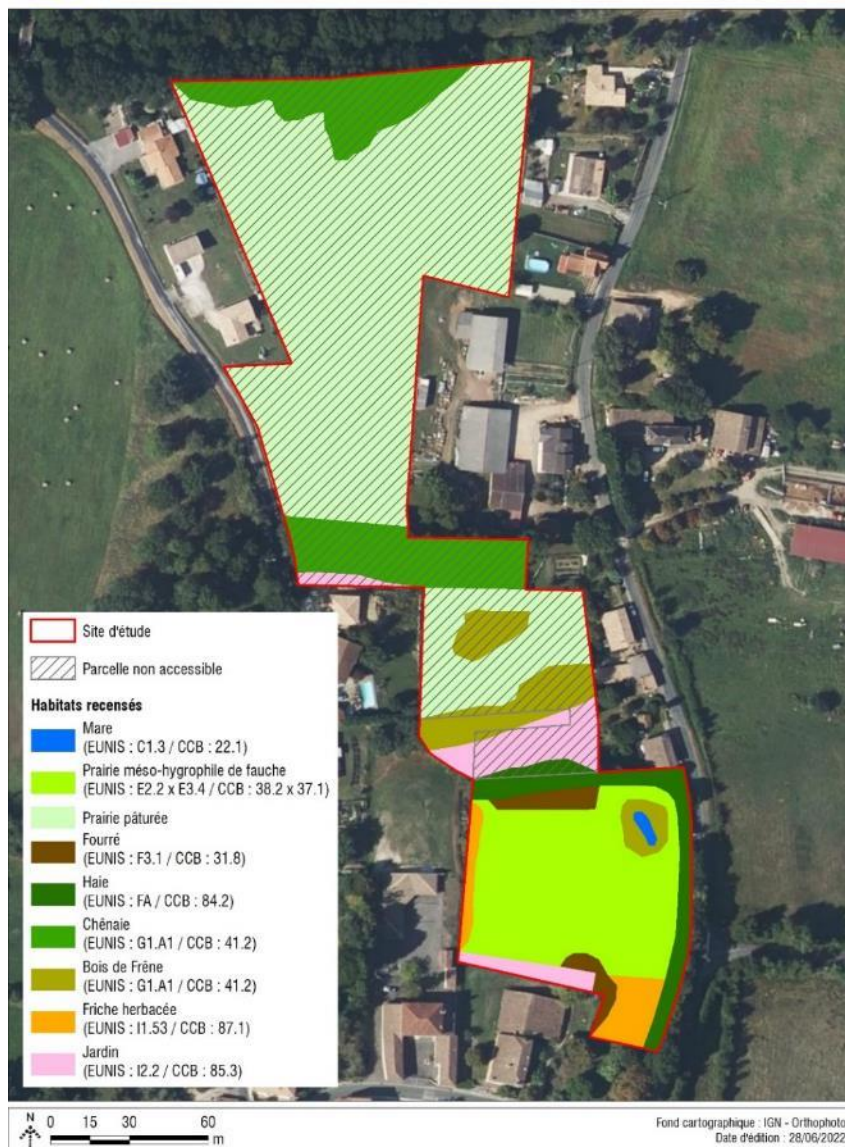 Site d'étude
Parcelle non accessible
Habitats recensés
Mare
(EUNIS : C1.3 / CCB : 22.1)
Prairie méso-hygrophile de fauche
(EUNIS : E2.2 x E3.4 / CCB : 38.2 x 37.1)
Prairie pâturée
Fourré
(EUNIS : F3.1 / CCB : 31.8)
Haie
(EUNIS : FA / CCB : 84.2)
Chênaie
(EUNIS : G1.A1 / CCB : 41.2)
Bois de Frêne
(EUNIS : G1.A1 / CCB : 41.2)
Friche herbacée
(EUNIS : I1.53 / CCB : 87.1)
Jardin
(EUNIS : I2.2 / CCB : 85.3)
N 0 15 30 60
m
Fond cartographique : IGN - Orthophoto
Date d'édition : 28/06/2022